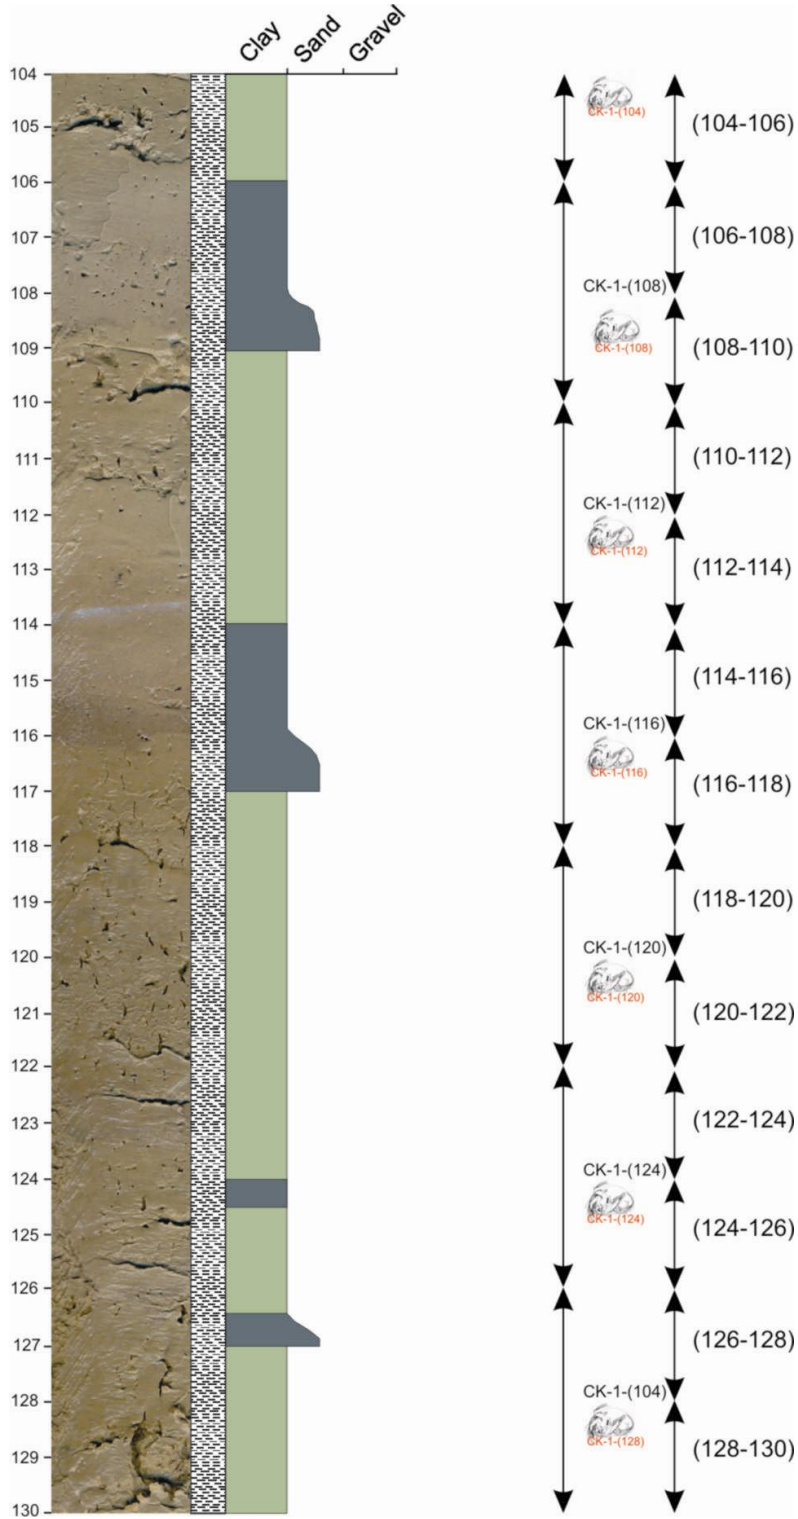 Clay
Sand
Gravel
104
105
106
107
108
109
110
111
112
113
114
115
116
117
118
119
120
121
122
123
124
125
126
127
128
129
130
CK-1-(104)
CK-1-(108)
CK-1-(108)
CK-1-(112)
CK-1-(112)
CK-1-(116)
CK-1-(116)
CK-1-(120)
CK-1-(120)
CK-1-(124)
CK-1-(124)
CK-1-(104)
CK-1-(128)
(104-106)
(106-108)
(108-110)
(110-112)
(112-114)
(114-116)
(116-118)
(118-120)
(120-122)
(122-124)
(124-126)
(126-128)
(128-130)